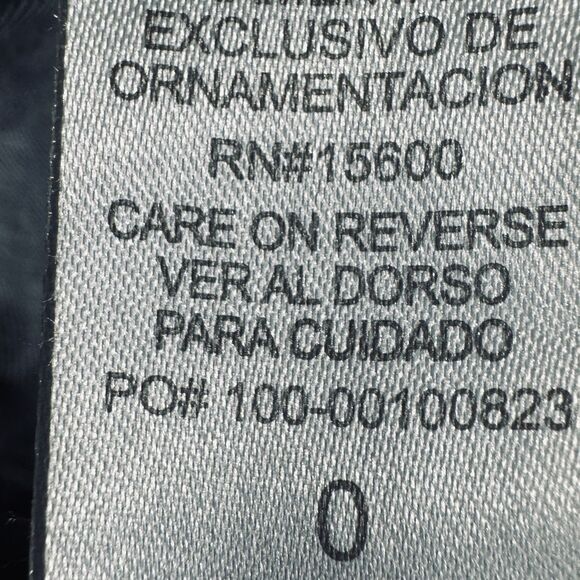 EXCLUSIVO DE
ORNAMENTACION
RN#15600
CARE ON REVERSE
VER AL DORSO
PARA CUIDADO
PO# 100-00100823
0